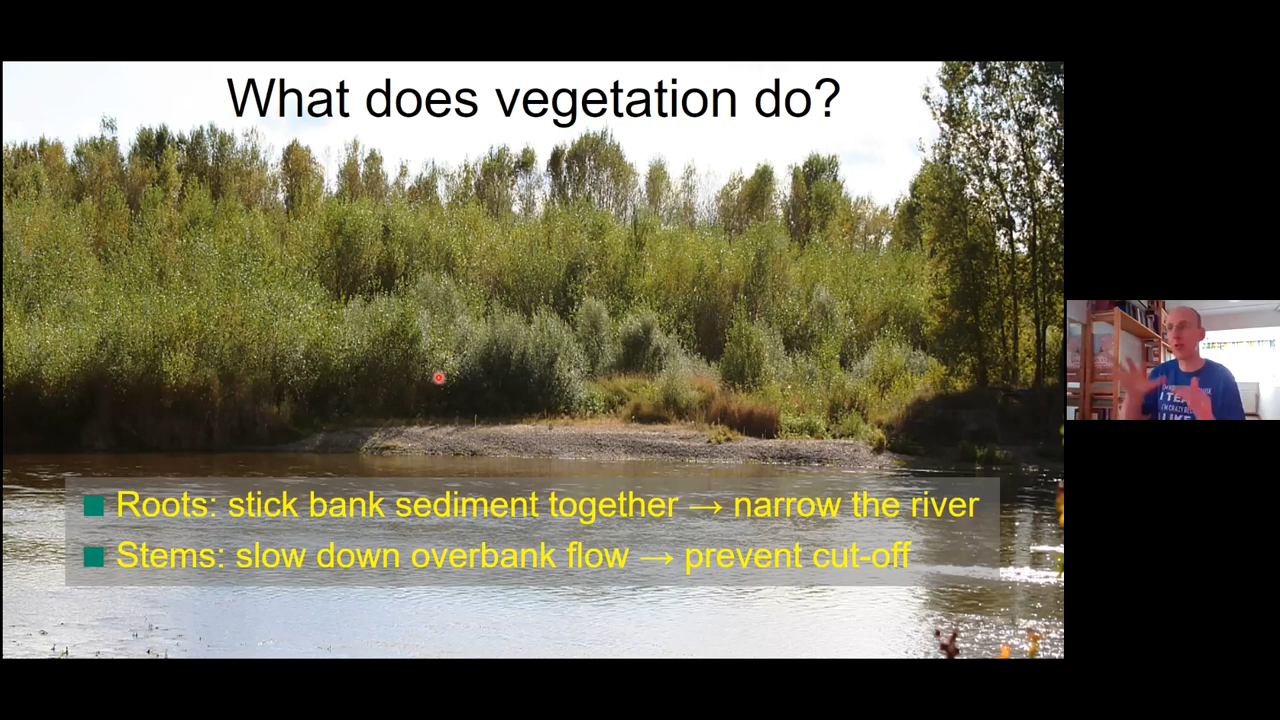 What does vegetation do?
Roots: stick bank sediment together → narrow the river
Stems: slow down overbank flow → prevent cut-off
I'M CRAZY